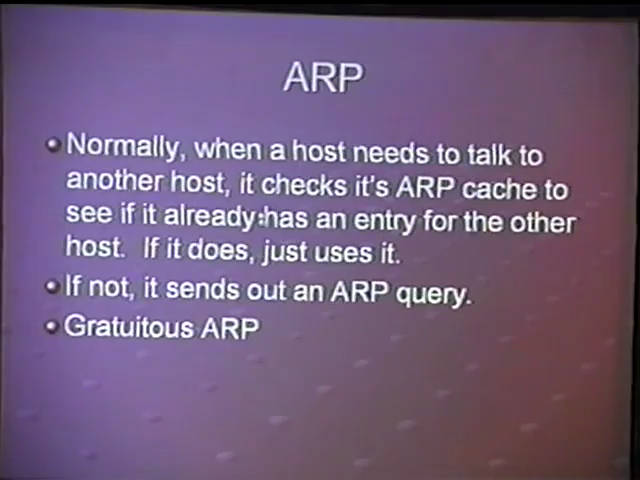 ARP
Normally, when a host needs to talk to
another host, it checks it's ARP cache to
see if it already has an entry for the other
host. If it does, just uses it.
If not, it sends out an ARP query.
Gratuitous ARP